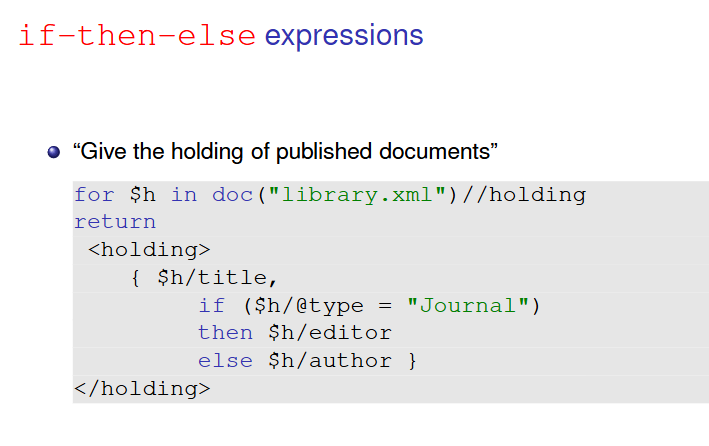 if-then-else expressions
“Give the holding of published documents”
for $h in doc("library.xml")//holding
return
<holding>
{ $h/title,
if ($h/@type = "Journal")
then $h/editor
else $h/author }
</holding>